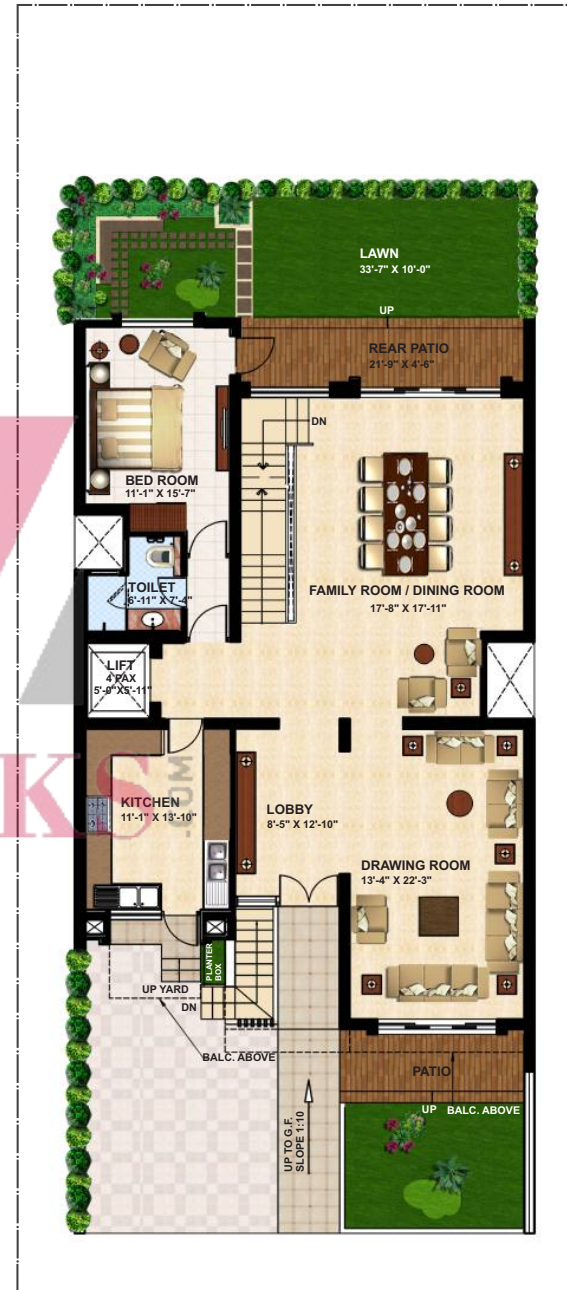 LAWN
33'-7" X 10'-0"
UP
REAR PATIO
21'-9" X 4'-6"
DN
BED ROOM
11'-1" X 15'-7"
TOILET
6'-11" X 7'-4"
FAMILY ROOM / DINING ROOM
17'-8" X 17'-11"
LIFT
4 PAX
5'-0"X5'-11"
KITCHEN
11'-1" X 13'-10"
KS
.COM
LOBBY
8'-5" X 12'-10"
DRAWING ROOM
13'-4" X 22'-3"
PLANTER
BOX
UP YARD
DN
BALC. ABOVE
PATIO
UP
BALC. ABOVE
UP TO G.F.
SLOPE 1:10